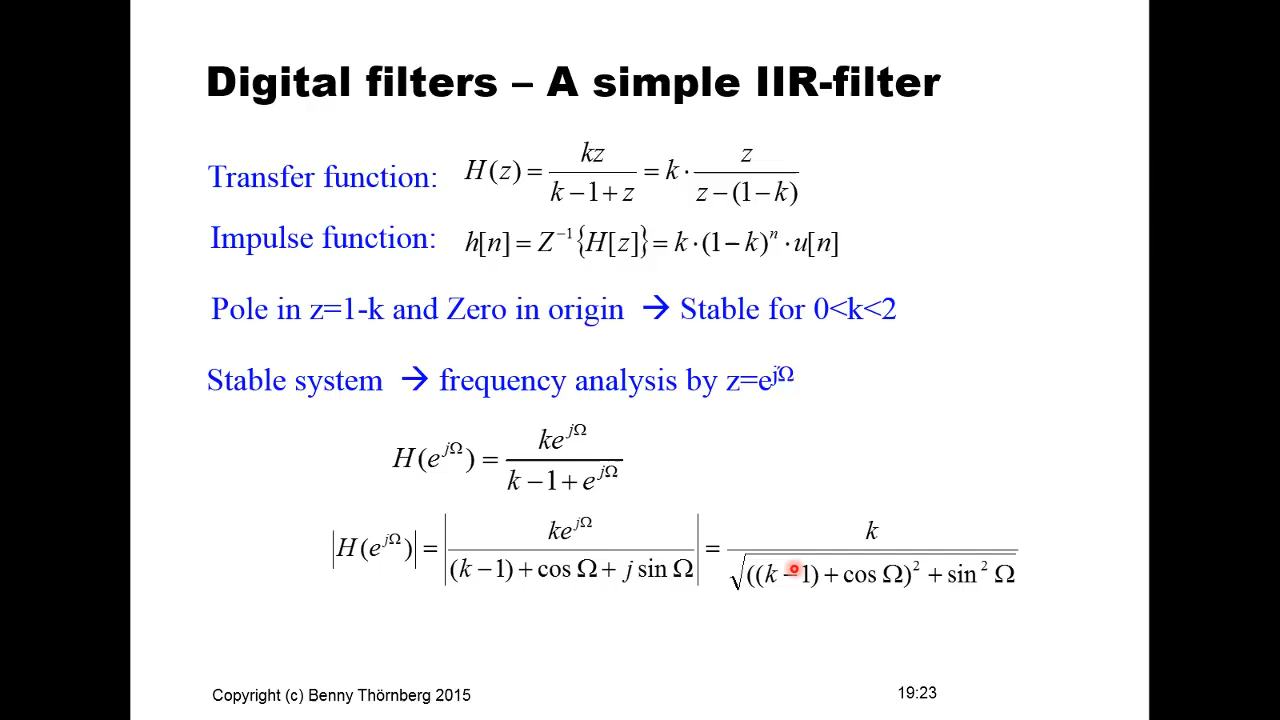 Digital filters – A simple IIR-filter
Transfer function: H(z) = kz / (k − 1 + z) = k · z / (z − (1 − k))
Impulse function: h[n] = Z⁻¹{H[z]} = k · (1 − k)ⁿ · u[n]
Pole in z=1-k and Zero in origin → Stable for 0<k<2
Stable system → frequency analysis by z=e^jΩ
H(e^jΩ) = ke^jΩ / (k − 1 + e^jΩ)
|H(e^jΩ)| = |ke^jΩ / ((k − 1) + cos Ω + j sin Ω)| = k / √(((k − 1) + cos Ω)² + sin² Ω)
Copyright (c) Benny Thörnberg 2015
19:23